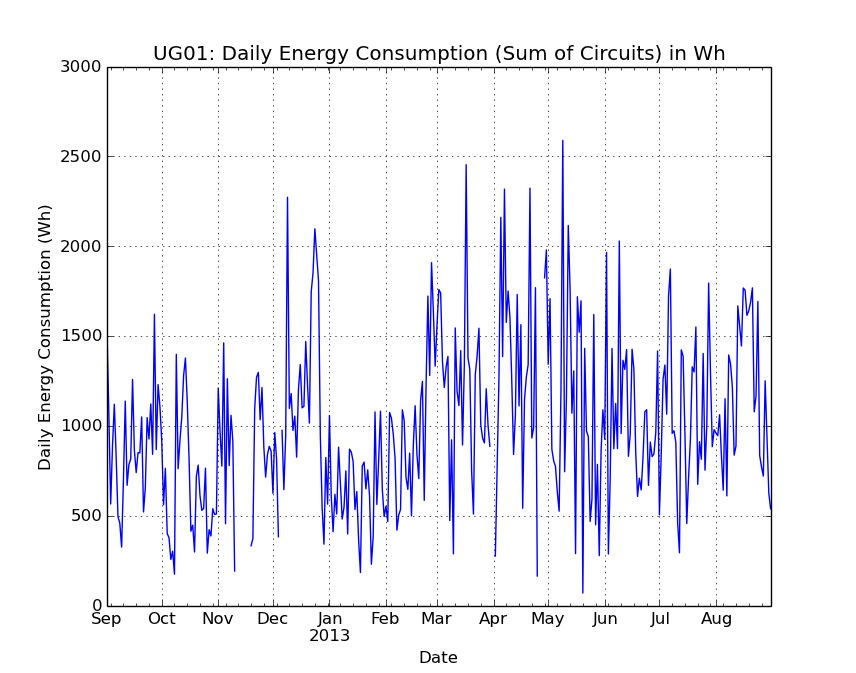 UG01: Daily Energy Consumption (Sum of Circuits) in Wh
3000
2500
2000
1500
1000
500
0
Daily Energy Consumption (Wh)
Sep Oct Nov Dec Jan Feb Mar Apr May Jun Jul Aug
2013
Date